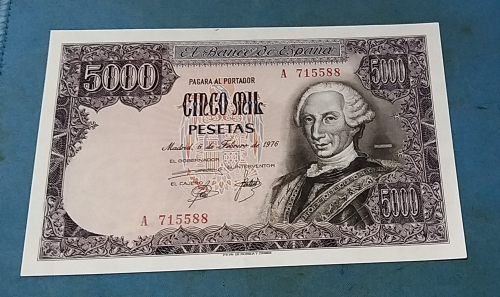 El Banco de España
5000
PAGARA AL PORTADOR
5000
A 715588
CINCO MIL
PESETAS
Madrid, 6 de Febrero de 1976
EL GOBERNADOR
EL INTERVENTOR
EL CAJERO
A 715588
5000